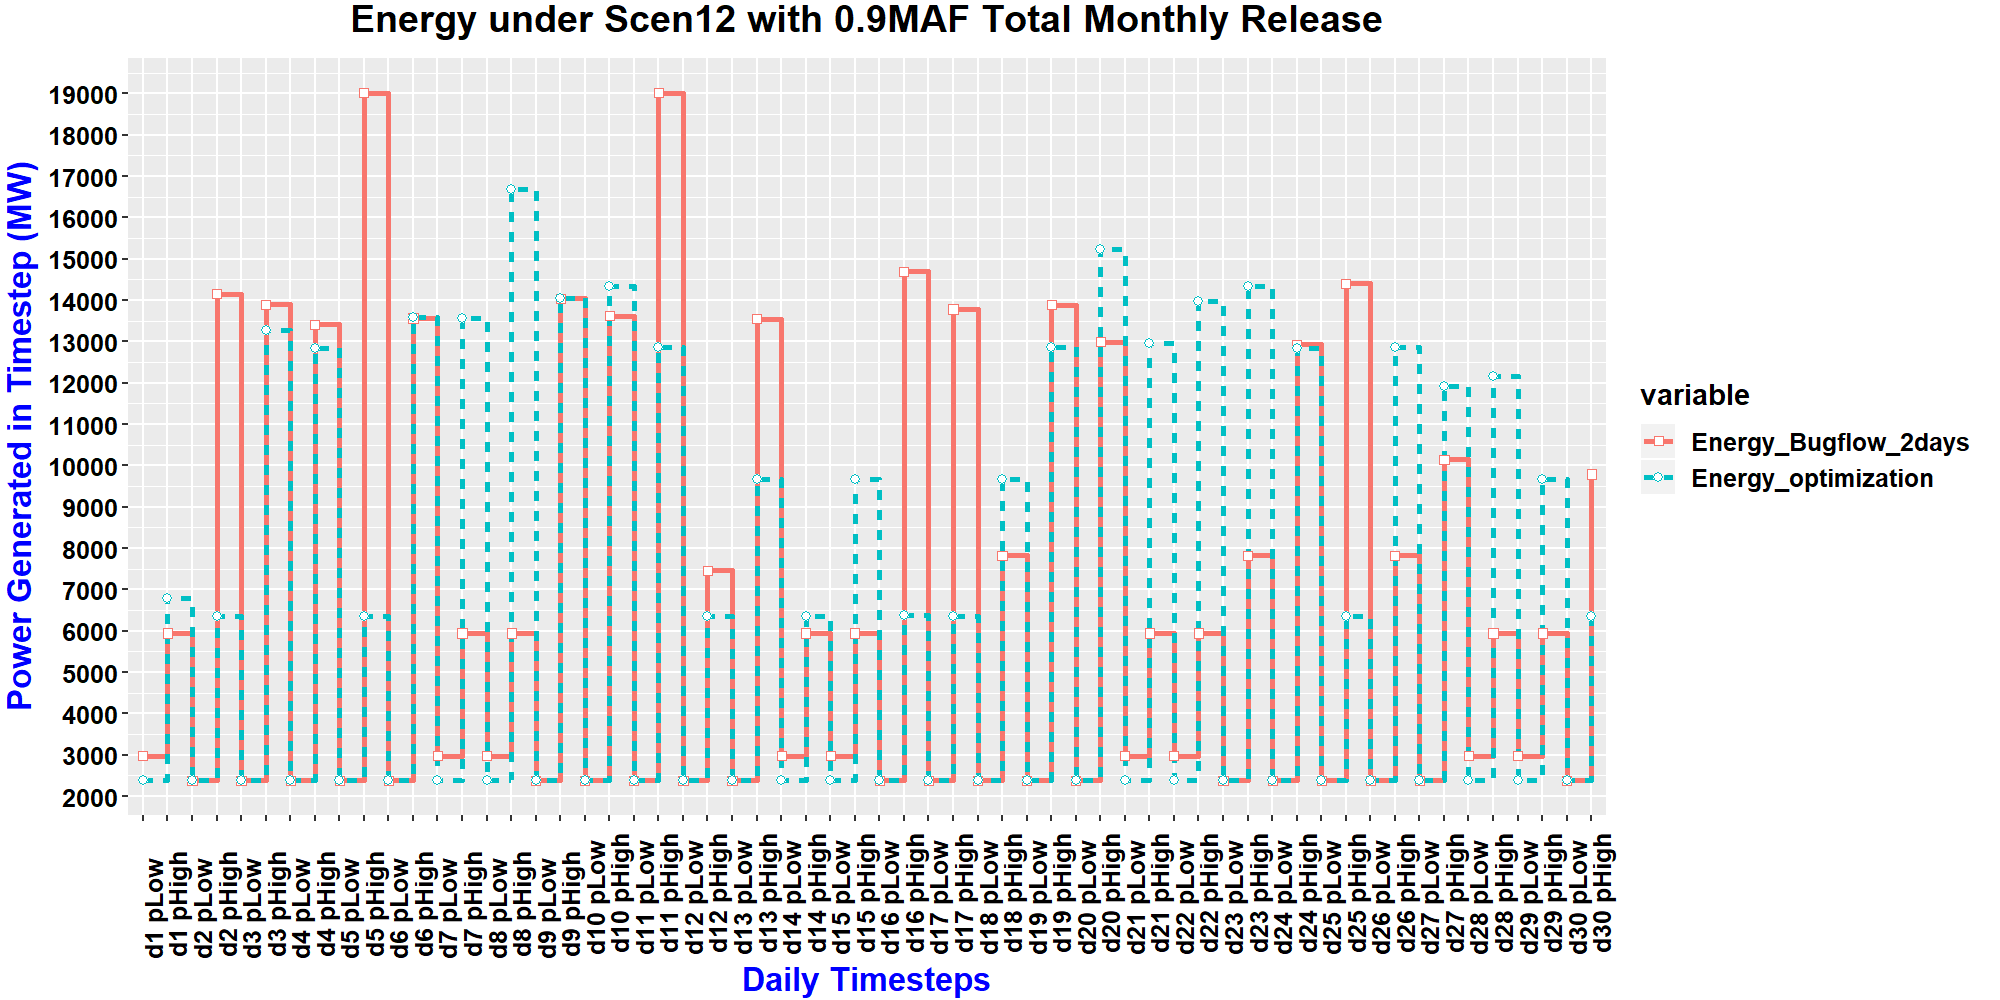 Energy under Scen12 with 0.9MAF Total Monthly Release
Power Generated in Timestep (MW)
19000
18000
17000
16000
15000
14000
13000
12000
11000
10000
9000
8000
7000
6000
5000
4000
3000
2000
d1 pLow
d1 pHigh
d2 pLow
d2 pHigh
d3 pLow
d3 pHigh
d4 pLow
d4 pHigh
d5 pLow
d5 pHigh
d6 pLow
d6 pHigh
d7 pLow
d7 pHigh
d8 pLow
d8 pHigh
d9 pLow
d9 pHigh
d10 pLow
d10 pHigh
d11 pLow
d11 pHigh
d12 pLow
d12 pHigh
d13 pLow
d13 pHigh
d14 pLow
d14 pHigh
d15 pLow
d15 pHigh
d16 pLow
d16 pHigh
d17 pLow
d17 pHigh
d18 pLow
d18 pHigh
d19 pLow
d19 pHigh
d20 pLow
d20 pHigh
d21 pLow
d21 pHigh
d22 pLow
d22 pHigh
d23 pLow
d23 pHigh
d24 pLow
d24 pHigh
d25 pLow
d25 pHigh
d26 pLow
d26 pHigh
d27 pLow
d27 pHigh
d28 pLow
d28 pHigh
d29 pLow
d29 pHigh
d30 pLow
d30 pHigh
Daily Timesteps
variable
Energy_Bugflow_2days
Energy_optimization